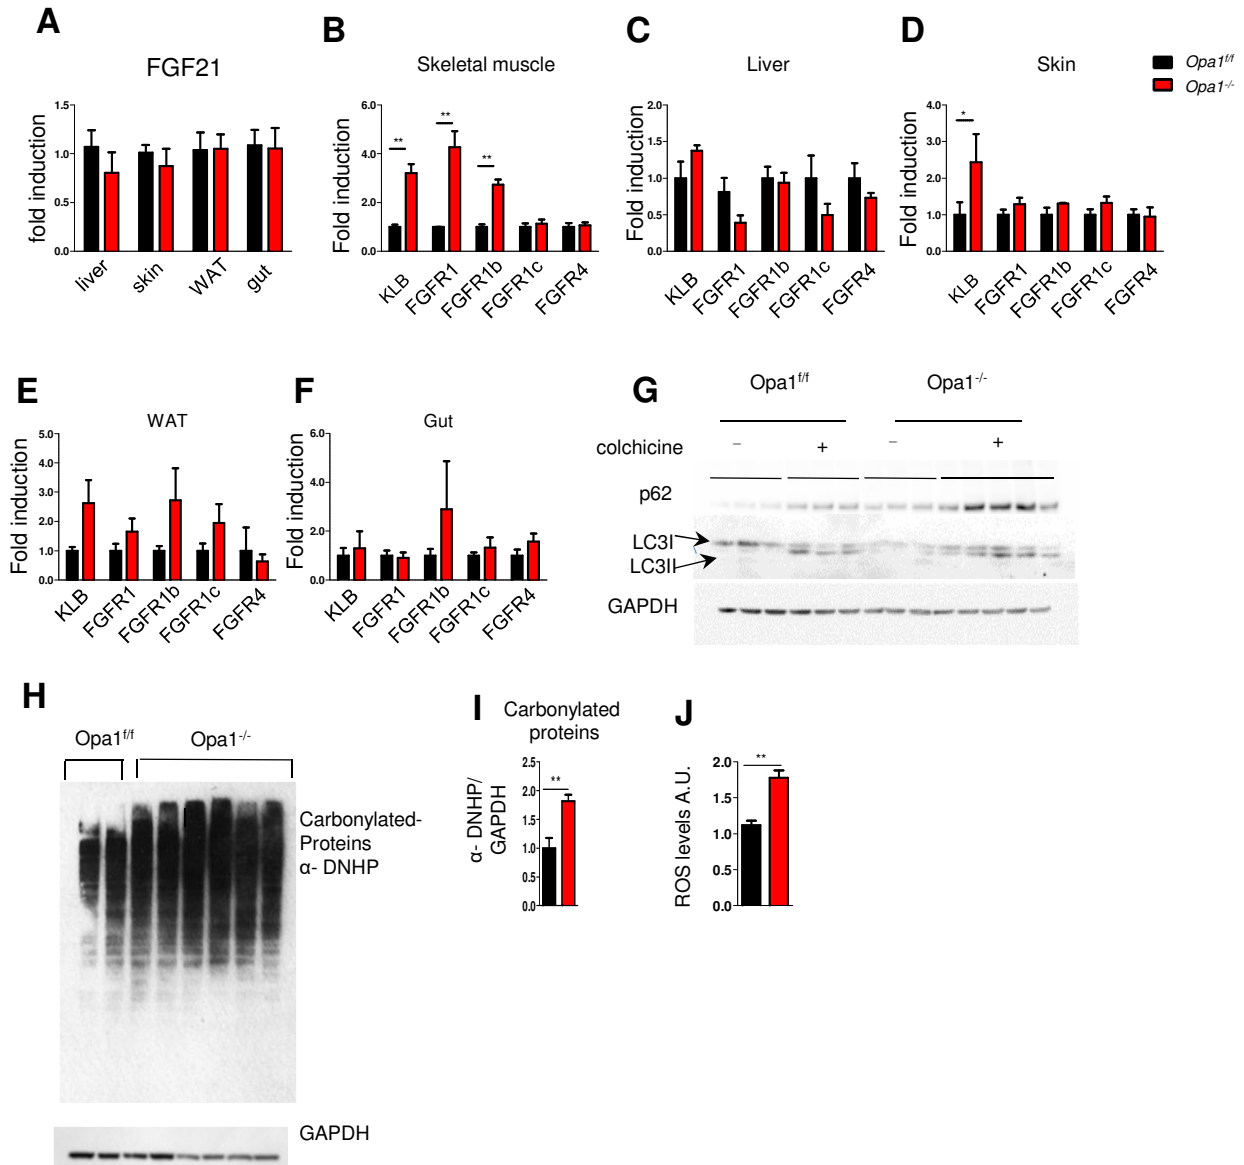 A
FGF21
fold induction
1.5
1.0
0.5
0.0
liver
skin
WAT
gut
B
Skeletal muscle
Fold induction
6.0
4.0
2.0
0.0
**
**
**
KLB
FGFR1
FGFR1b
FGFR1c
FGFR4
C
Liver
Fold induction
2.0
1.5
1.0
0.5
0.0
KLB
FGFR1
FGFR1b
FGFR1c
FGFR4
D
Skin
Fold induction
4.0
3.0
2.0
1.0
0.0
*
KLB
FGFR1
FGFR1b
FGFR1c
FGFR4
Opa1f/f
Opa1-/-
E
WAT
Fold induction
5.0
4.0
3.0
2.0
1.0
0.0
KLB
FGFR1
FGFR1b
FGFR1c
FGFR4
F
Gut
Fold induction
6.0
4.0
2.0
0.0
KLB
FGFR1
FGFR1b
FGFR1c
FGFR4
G
Opa1f/f
Opa1-/-
colchicine
– + – +
p62
LC3I
LC3II
GAPDH
H
Opa1f/f
Opa1-/-
Carbonylated-
Proteins
α- DNHP
GAPDH
I
Carbonylated
proteins
α- DNHP/
GAPDH
2.5
2.0
1.5
1.0
0.5
0.0
**
J
ROS levels A.U.
2.0
1.5
1.0
0.5
0.0
**